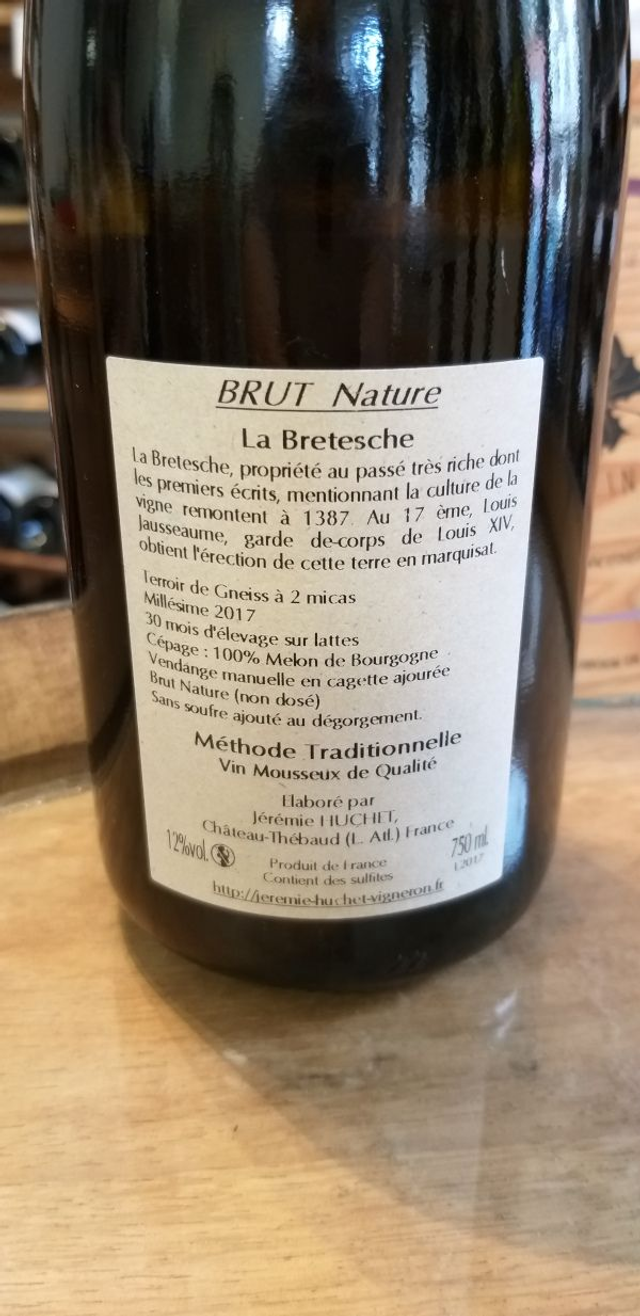 BRUT Nature
La Bretesche
La Bretesche, propriété au passé très riche dont
les premiers écrits, mentionnant la culture de la
vigne remontent à 1387. Au 17 ème, Louis
Jausseaume, garde de-corps de Louis XIV,
obtient l'érection de cette terre en marquisat.
Terroir de Gneiss à 2 micas
Millésime 2017
30 mois d'élevage sur lattes
Cépage : 100% Melon de Bourgogne
Vendange manuelle en cagette ajourée
Brut Nature (non dosé)
Sans soufre ajouté au dégorgement.
Méthode Traditionnelle
Vin Mousseux de Qualité
Elaboré par
Jérémie HUCHET,
Château-Thébaud (L. Atl.) France
12%vol.
750 ml
L2017
Produit de France
Contient des sulfites
http://jeremie-huchet-vigneron.fr